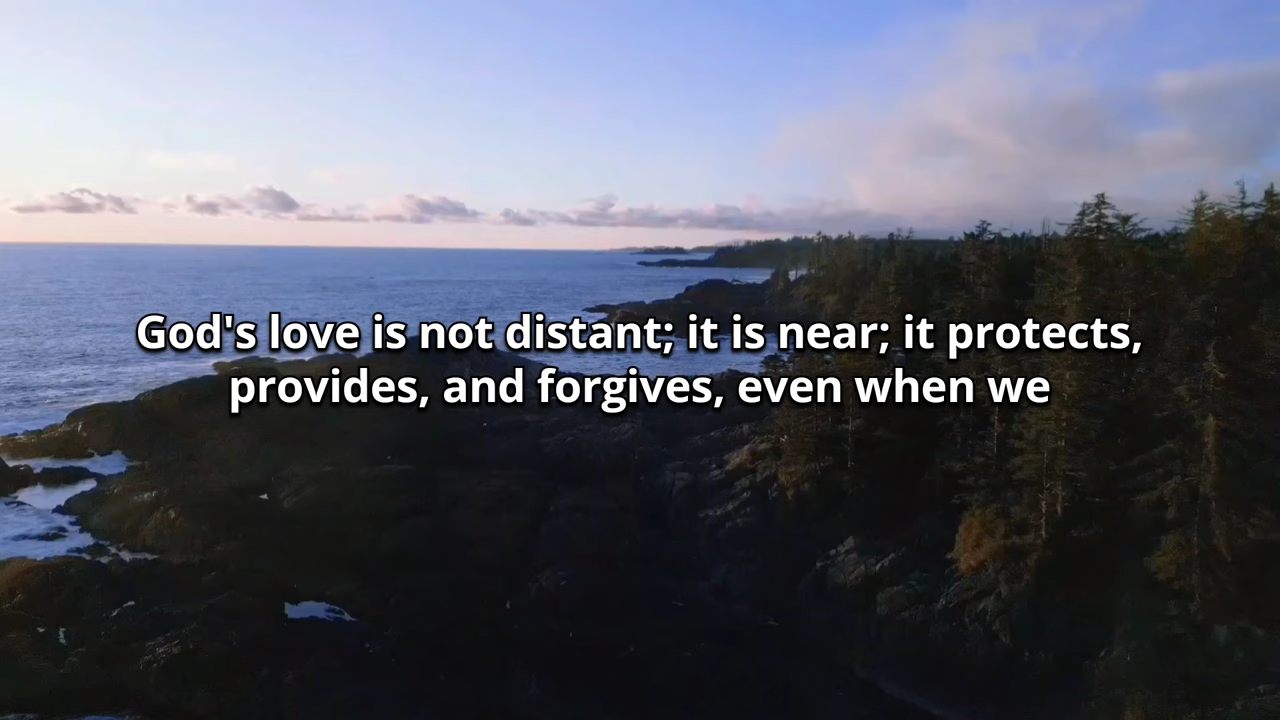 God's love is not distant; it is near; it protects,
provides, and forgives, even when we